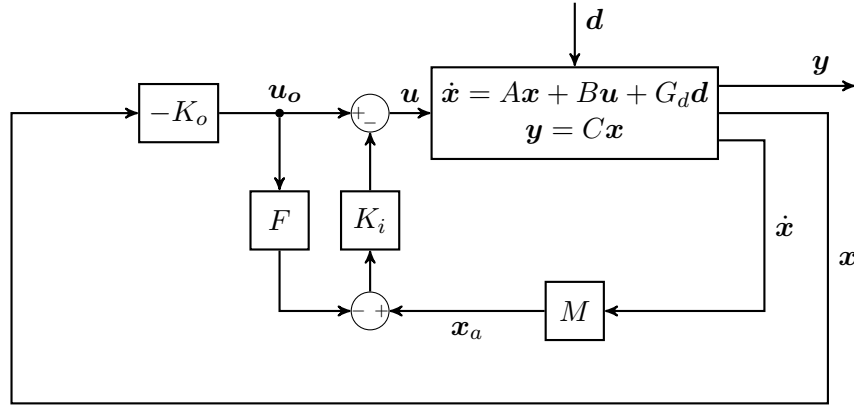 d
ẋ = Ax + Bu + G_d d
y = Cx
y
−K_o
u_o
+
−
u
F
K_i
ẋ
x
−
+
x_a
M